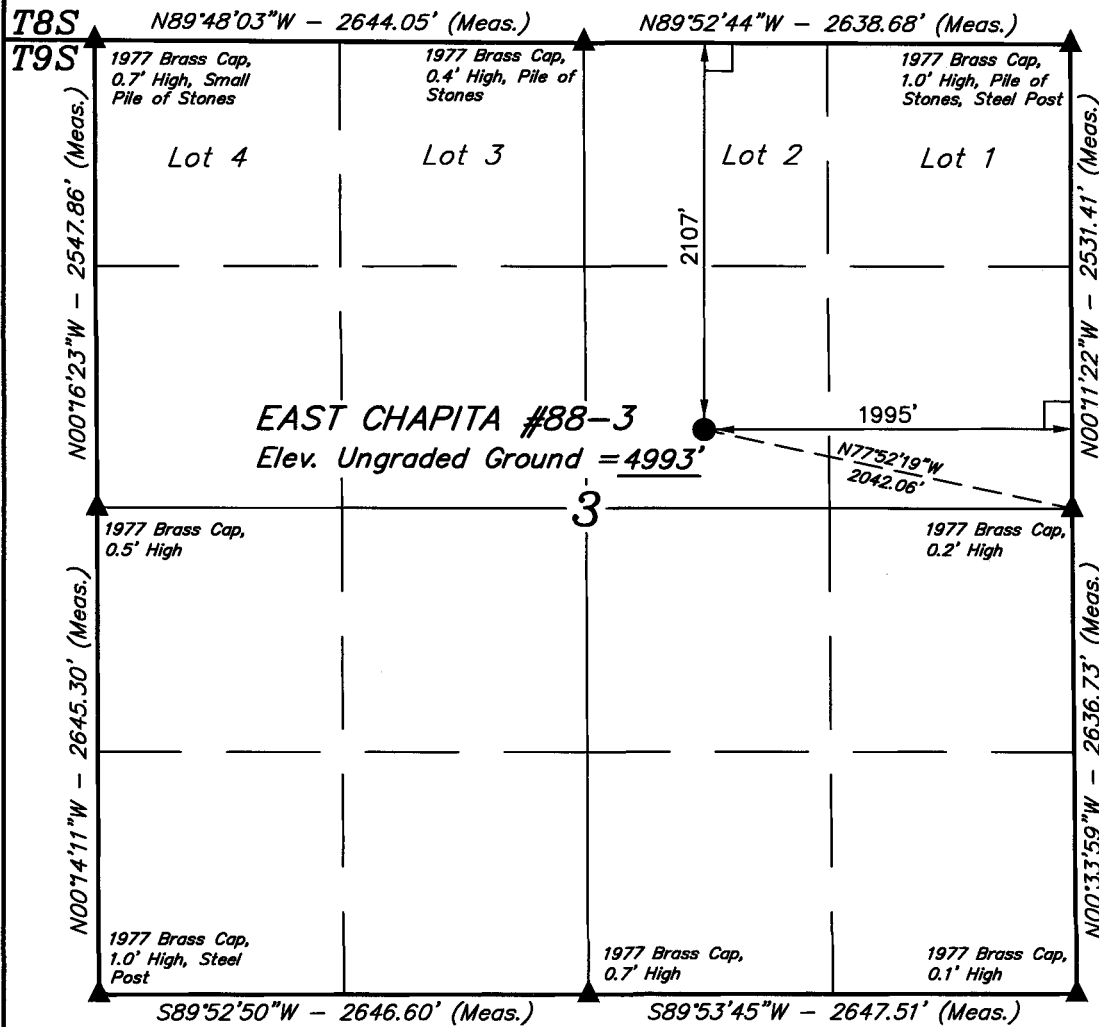 T8S
N89°48'03"W – 2644.05' (Meas.)
N89°52'44"W – 2638.68' (Meas.)
T9S
1977 Brass Cap,
0.7' High, Small
Pile of Stones
1977 Brass Cap,
0.4' High, Pile of
Stones
1977 Brass Cap,
1.0' High, Pile of
Stones, Steel Post
Lot 4
Lot 3
Lot 2
Lot 1
N00°16'23"W – 2547.86' (Meas.)
2107'
N00°11'22"W – 2531.41' (Meas.)
EAST CHAPITA #88-3
Elev. Ungraded Ground = 4993'
1995'
N77°52'19"W
2042.06'
3
1977 Brass Cap,
0.5' High
1977 Brass Cap,
0.2' High
N00°14'11"W – 2645.30' (Meas.)
N00°33'59"W – 2636.73' (Meas.)
1977 Brass Cap,
1.0' High, Steel
Post
1977 Brass Cap,
0.7' High
1977 Brass Cap,
0.1' High
S89°52'50"W – 2646.60' (Meas.)
S89°53'45"W – 2647.51' (Meas.)